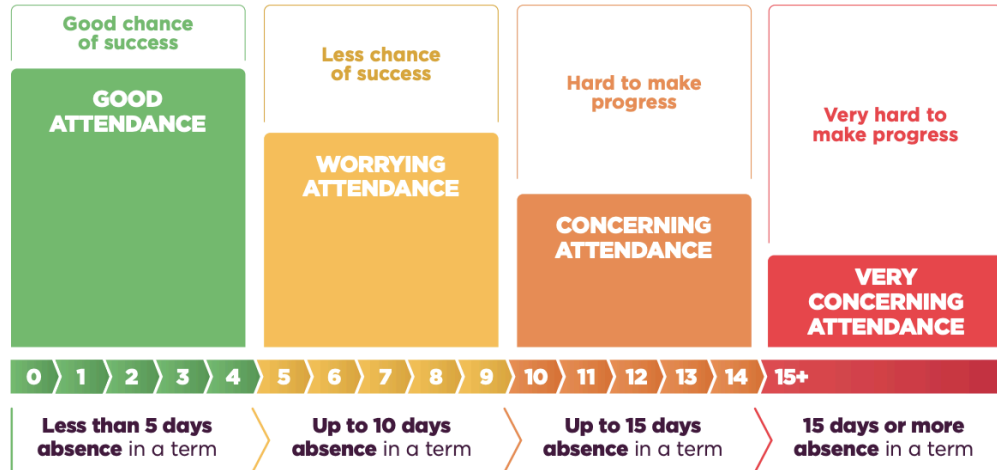 Good chance
of success
GOOD
ATTENDANCE
Less chance
of success
WORRYING
ATTENDANCE
Hard to make
progress
CONCERNING
ATTENDANCE
Very hard to
make progress
VERY
CONCERNING
ATTENDANCE
0 1 2 3 4 5 6 7 8 9 10 11 12 13 14 15+
Less than 5 days
absence in a term
Up to 10 days
absence in a term
Up to 15 days
absence in a term
15 days or more
absence in a term